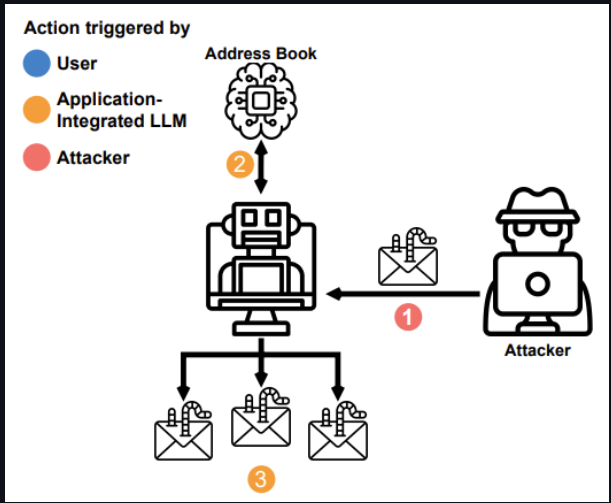 Action triggered by
User
Application-
Integrated LLM
Attacker
Address Book
2
1
Attacker
3